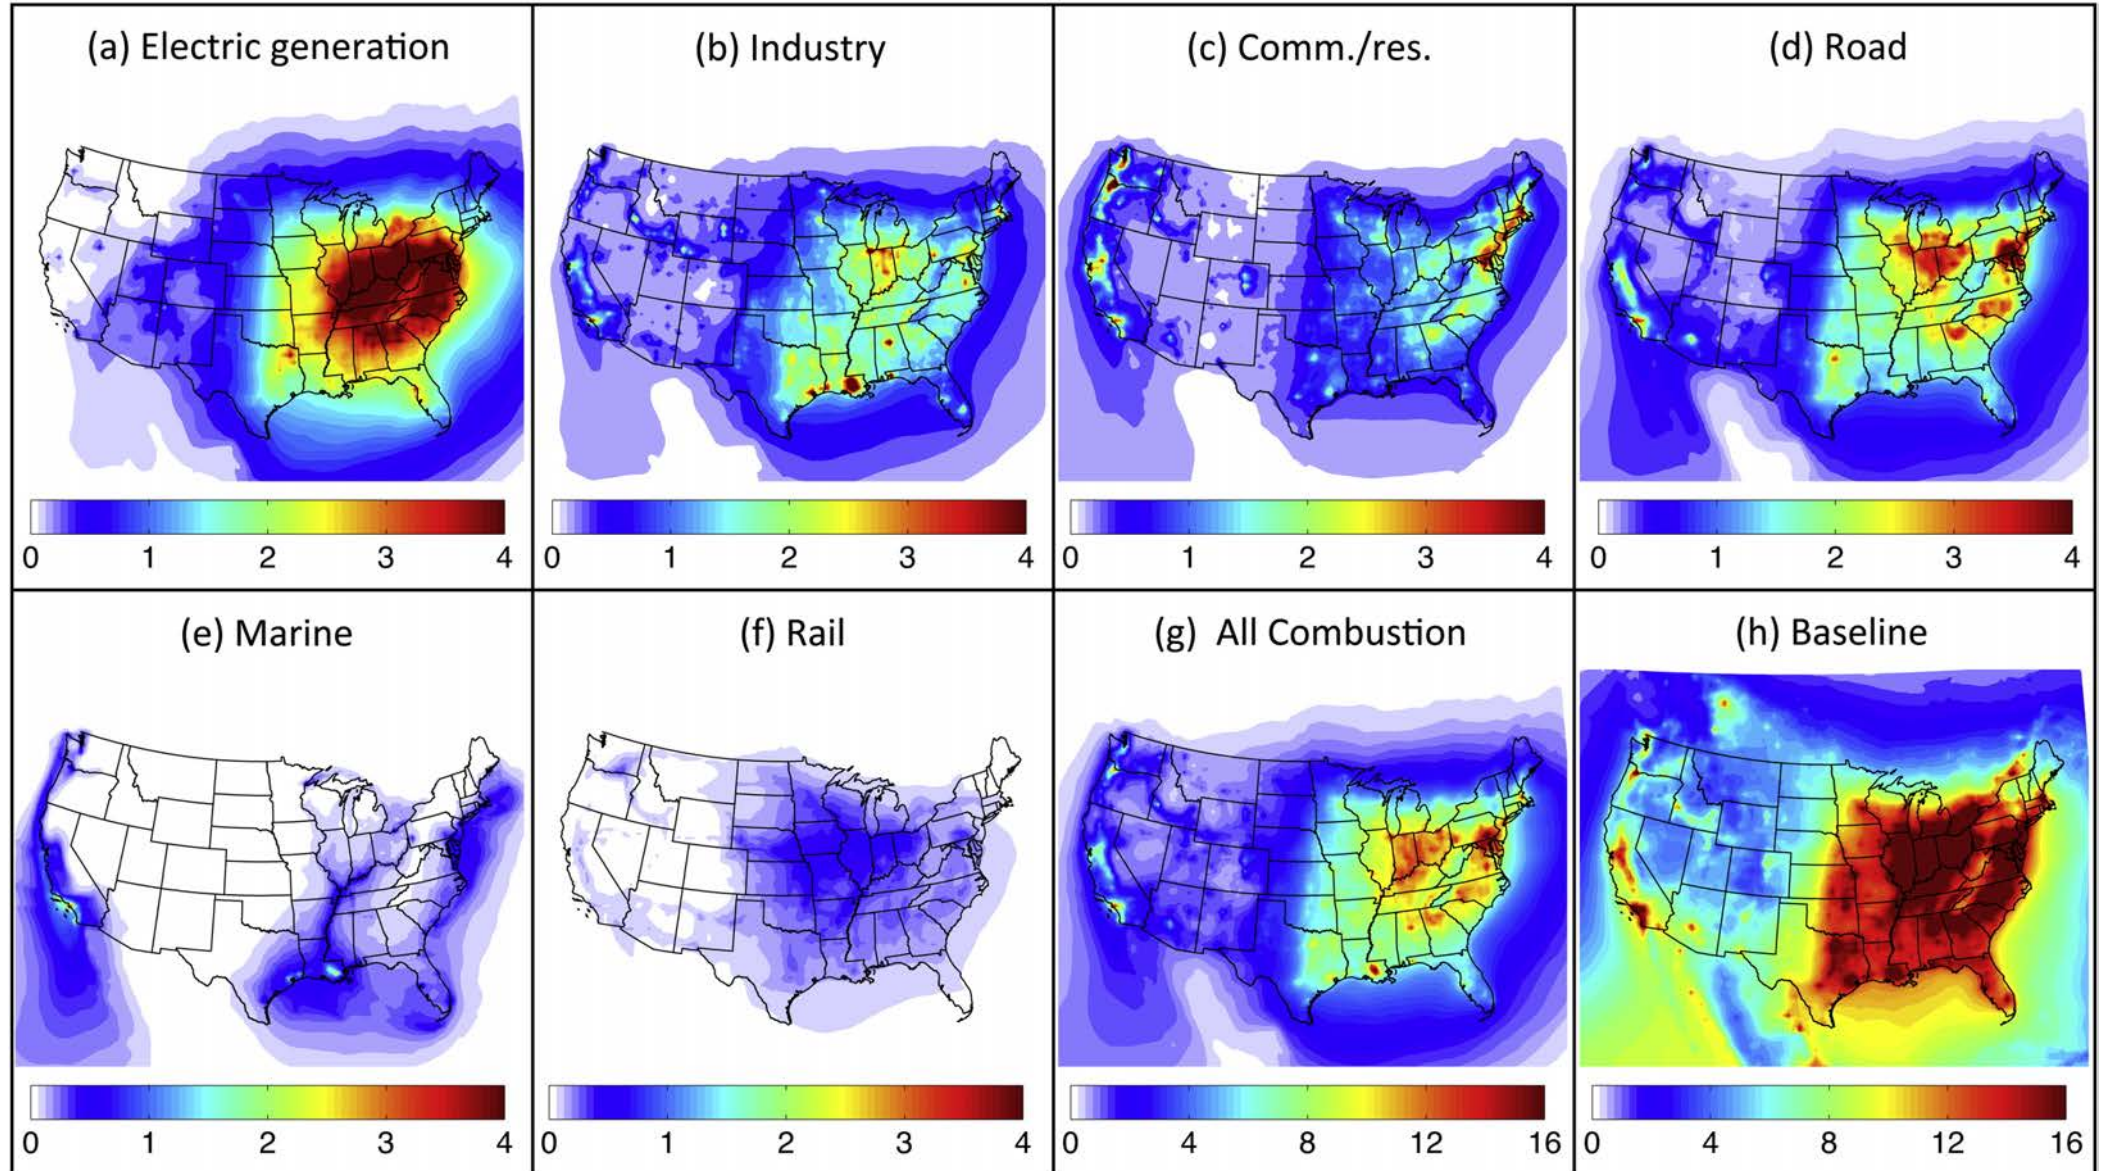 (a) Electric generation
(b) Industry
(c) Comm./res.
(d) Road
0 1 2 3 4
0 1 2 3 4
0 1 2 3 4
0 1 2 3 4
(e) Marine
(f) Rail
(g) All Combustion
(h) Baseline
0 1 2 3 4
0 1 2 3 4
0 4 8 12 16
0 4 8 12 16